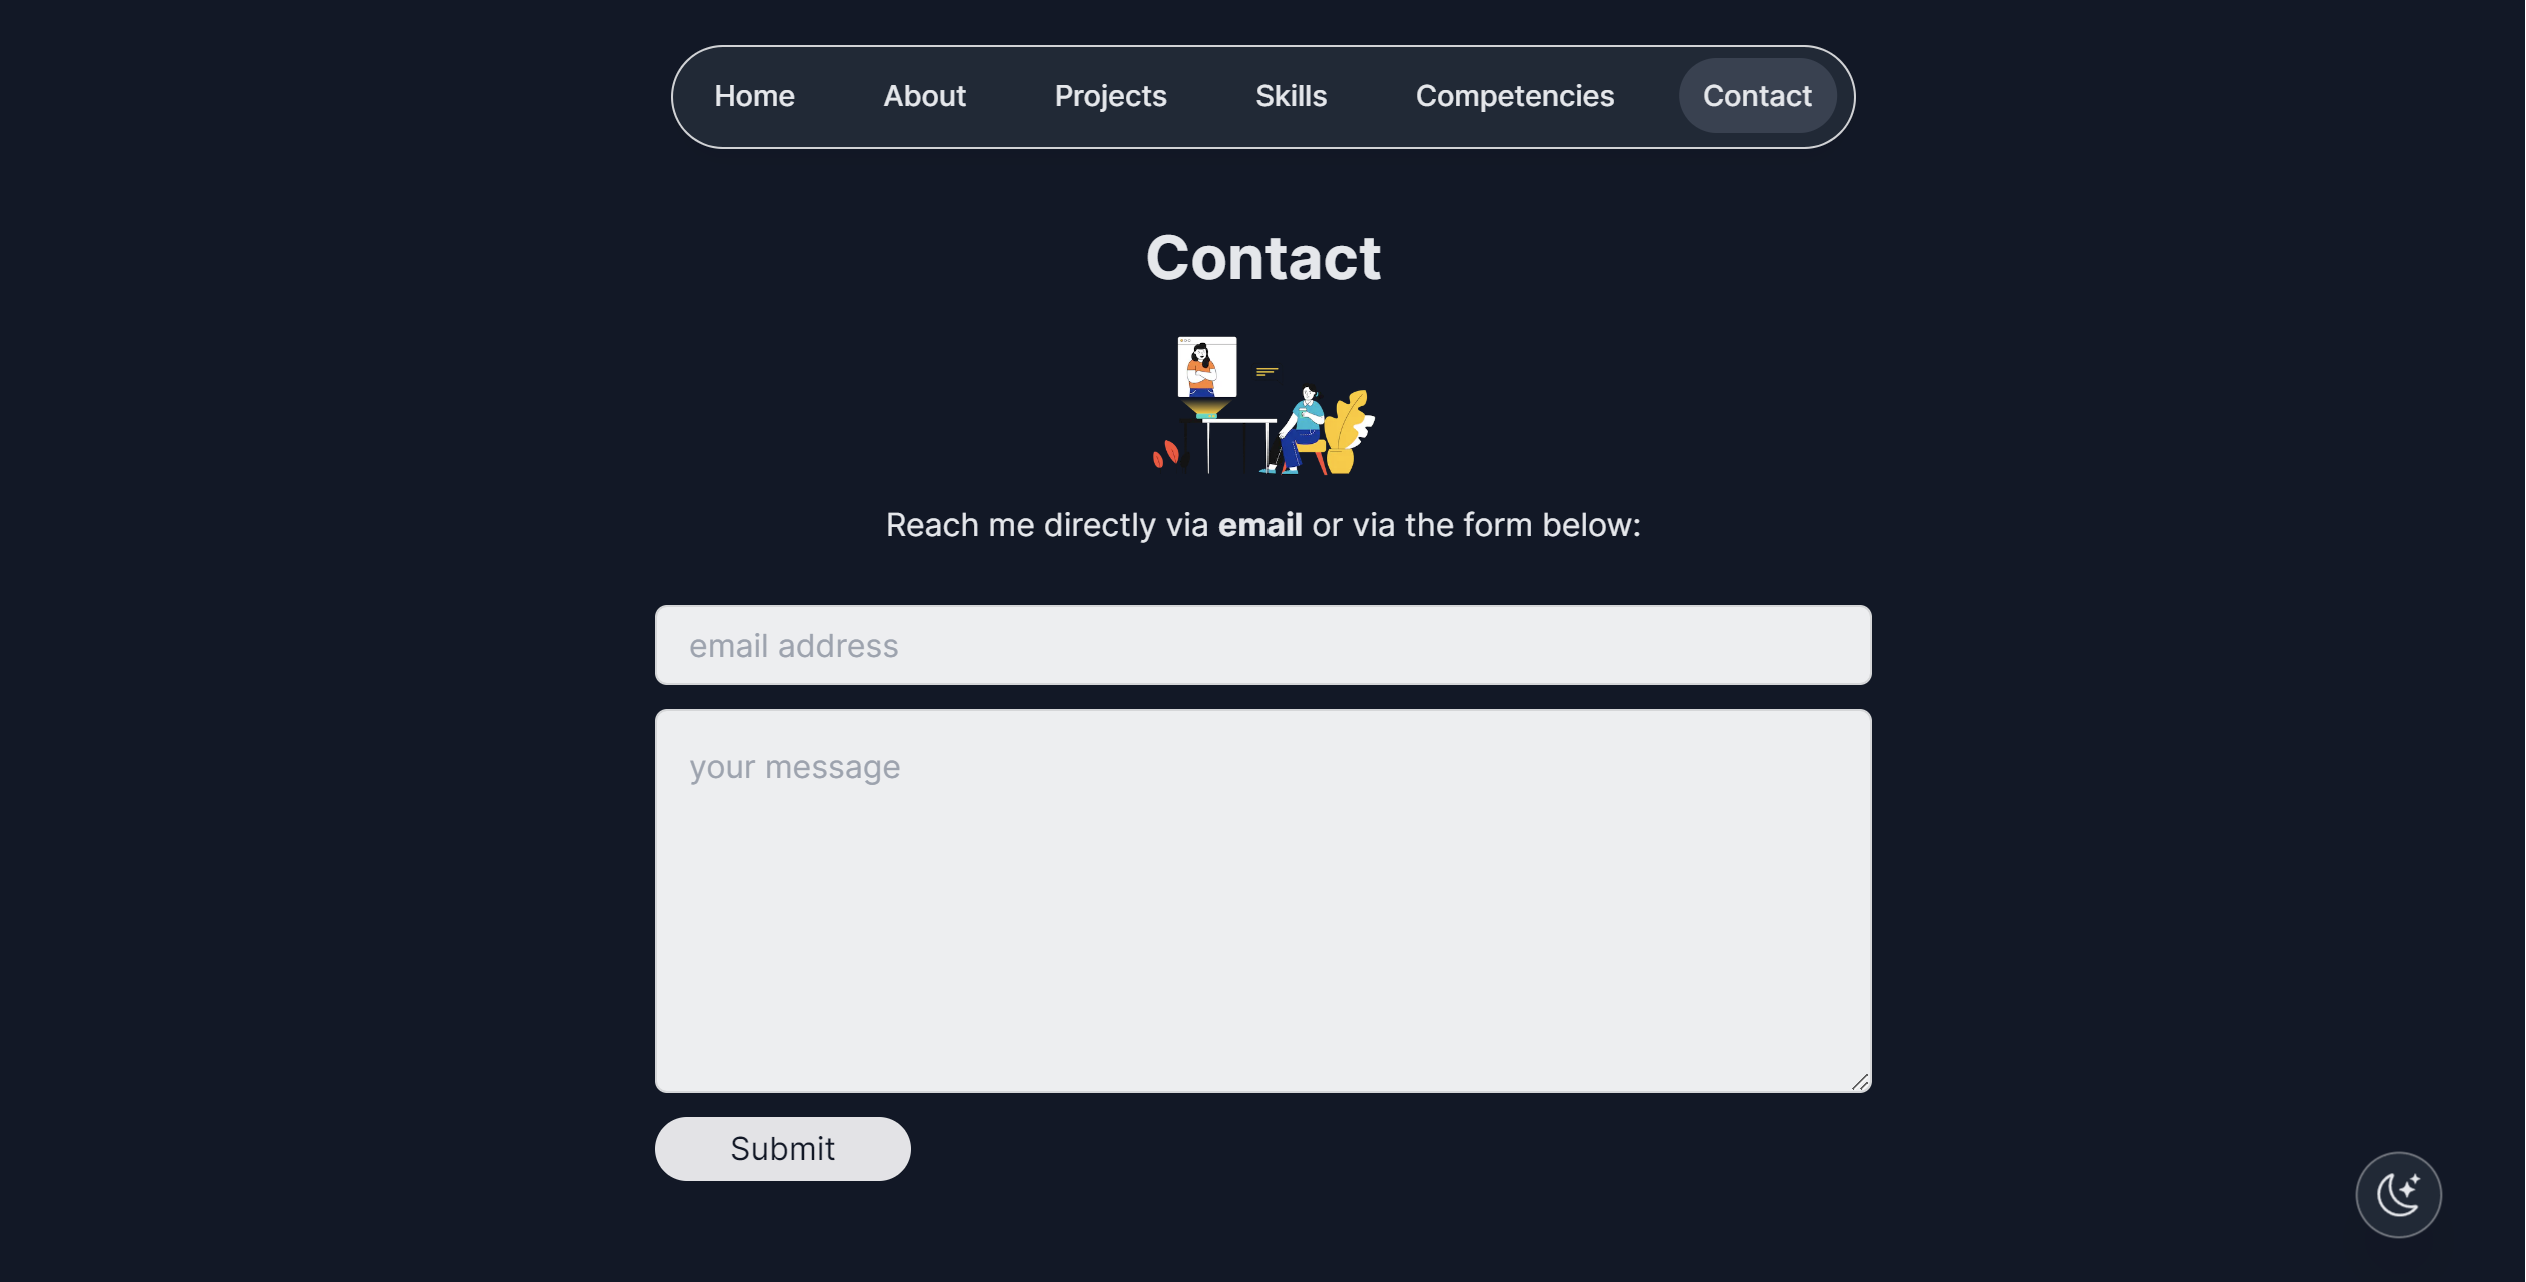 Home About Projects Skills Competencies Contact
Contact
Reach me directly via email or via the form below:
email address
your message
Submit